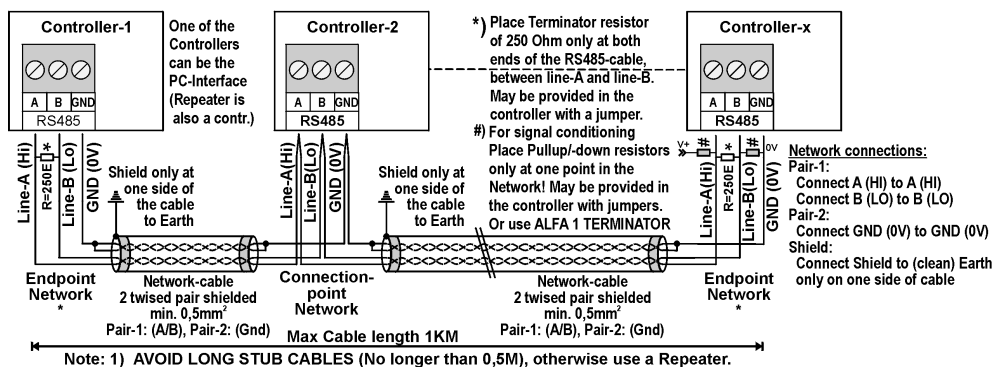 Controller-1
A B GND
RS485
One of the
Controllers
can be the
PC-Interface
(Repeater is
also a contr.)
Controller-2
A B GND
RS485
*) Place Terminator resistor
of 250 Ohm only at both
ends of the RS485-cable,
between line-A and line-B.
May be provided in the
controller with a jumper.
#) For signal conditioning
Place Pullup/-down resistors
only at one point in the
Network! May be provided in
the controller with jumpers.
Or use ALFA 1 TERMINATOR
Controller-x
A B GND
RS485
Line-A (Hi)
R=250E
*
Line-B (Lo)
GND (0V)
Shield only at
one side of
the cable
to Earth
Line-A (Hi)
Line-B(Lo)
GND (0V)
Shield only at
one side of
the cable
to Earth
V+
#
*
#
0V
Line-A(Hi)
R=250E
Line-B(Lo)
GND (0V)
Network connections:
Pair-1:
Connect A (HI) to A (HI)
Connect B (LO) to B (LO)
Pair-2:
Connect GND (0V) to GND (0V)
Shield:
Connect Shield to (clean) Earth
only on one side of cable
Endpoint
Network
*
Network-cable
2 twised pair shielded
min. 0,5mm²
Pair-1: (A/B), Pair-2: (Gnd)
Connection-
point
Network
Network-cable
2 twised pair shielded
min. 0,5mm²
Pair-1: (A/B), Pair-2: (Gnd)
Endpoint
Network
*
Max Cable length 1KM
Note: 1) AVOID LONG STUB CABLES (No longer than 0,5M), otherwise use a Repeater.